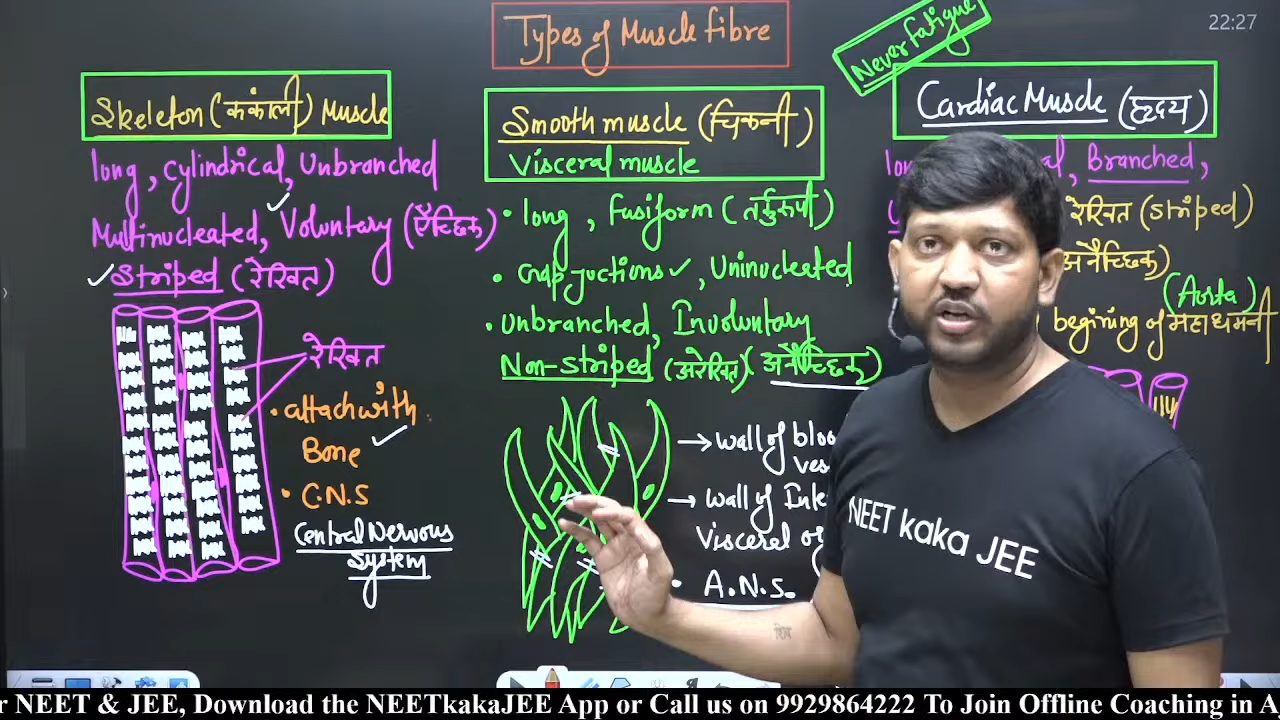 Types of Muscle fibre
Never fatigue
22:27
Skeleton (कंकाली) Muscle
long, Cylindrical, Unbranched
Multinucleated, Voluntary (ऐच्छिक)
Striped (रेखित)
रेखित
• attach with
Bone
• C.N.S
Central Nervous
System
Smooth muscle (चिकनी)
Visceral muscle
• long, Fusiform (तर्कुरूपी)
• Gap juctions, Uninucleated
• Unbranched, Involuntary
Non-striped (अरेखित) (अनैच्छिक)
→ wall of
→ wall of
visceral
• A.N.S.
Cardiac Muscle (हृदय)
Branched,
रेखित (striped)
अनैच्छिक)
(Aorta)
begining of महाधमनी
NEET kaka JEE
NEET & JEE, Download the NEETkakaJEE App or Call us on 9929864222 To Join Offline Coaching in